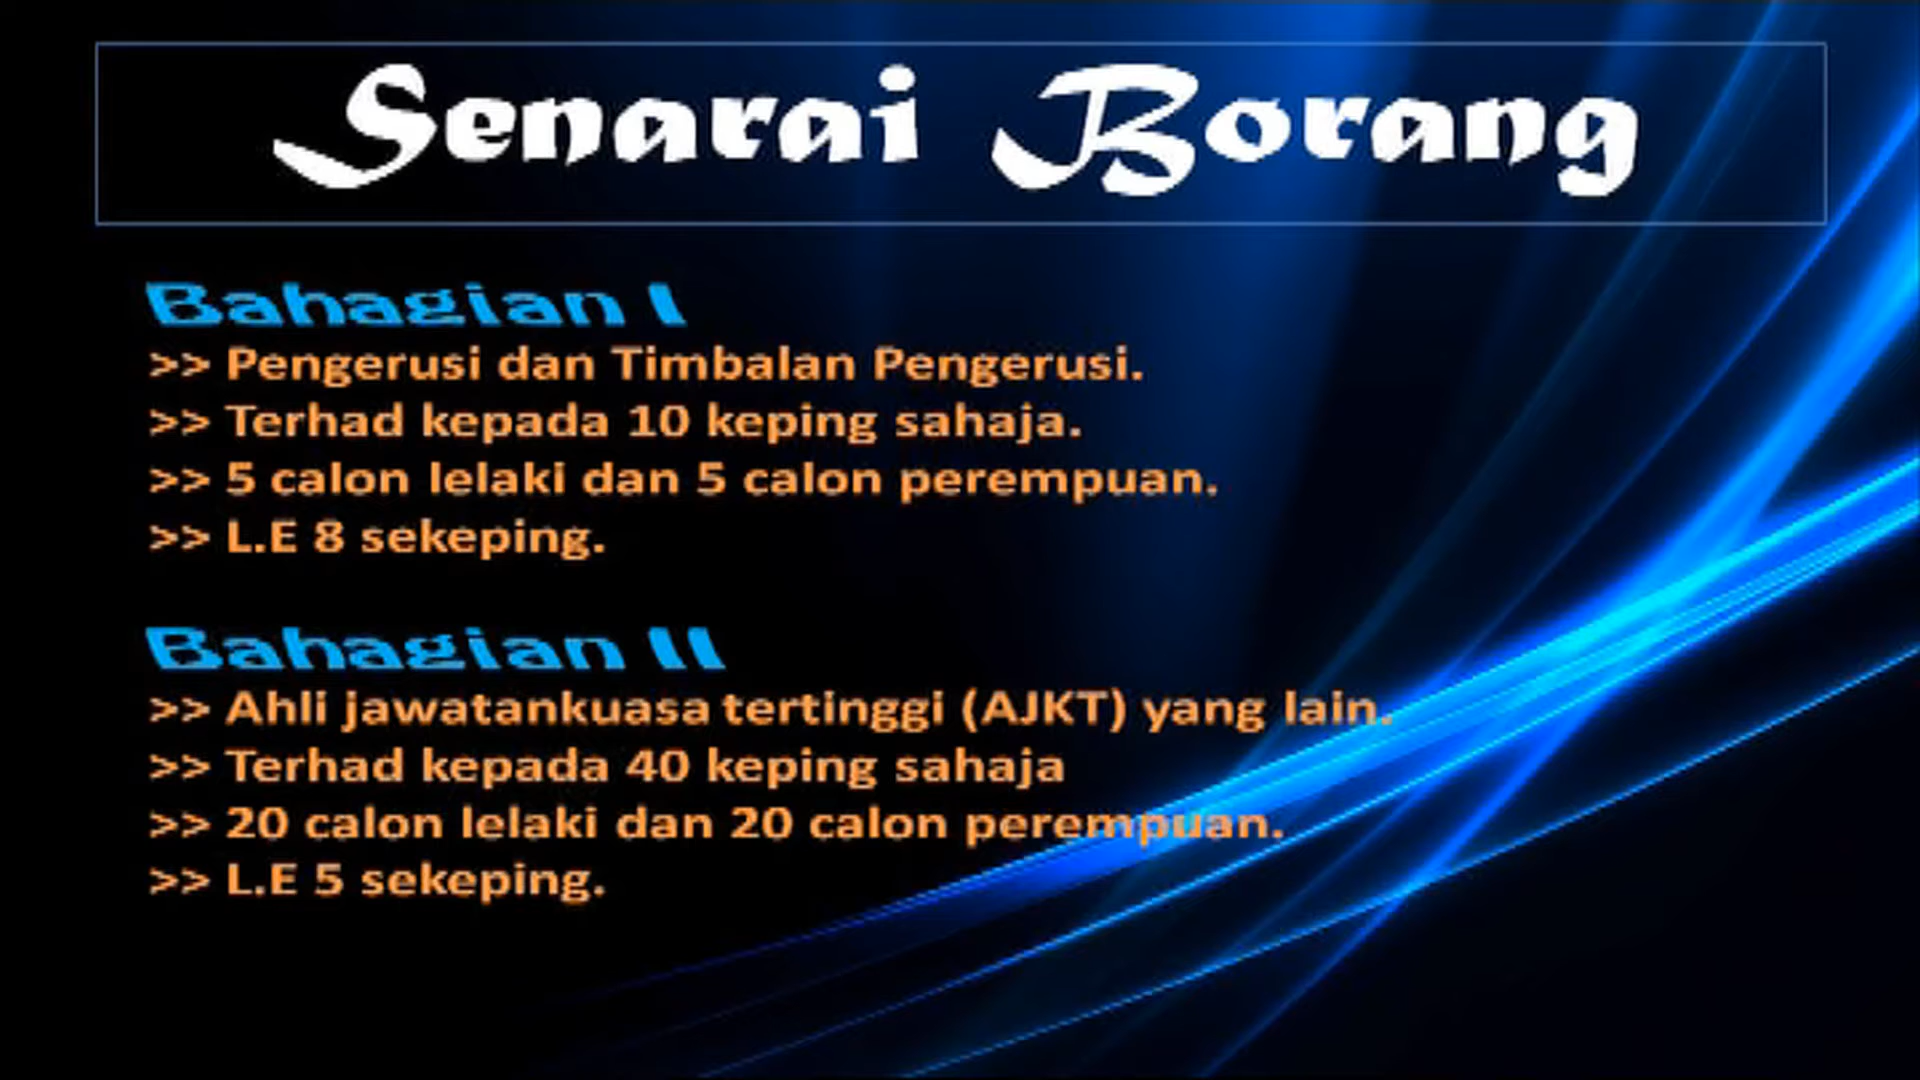 Senarai Borang
Bahagian I
>> Pengerusi dan Timbalan Pengerusi.
>> Terhad kepada 10 keping sahaja.
>> 5 calon lelaki dan 5 calon perempuan.
>> L.E 8 sekeping.
Bahagian II
>> Ahli jawatankuasa tertinggi (AJKT) yang lain.
>> Terhad kepada 40 keping sahaja
>> 20 calon lelaki dan 20 calon perempuan.
>> L.E 5 sekeping.